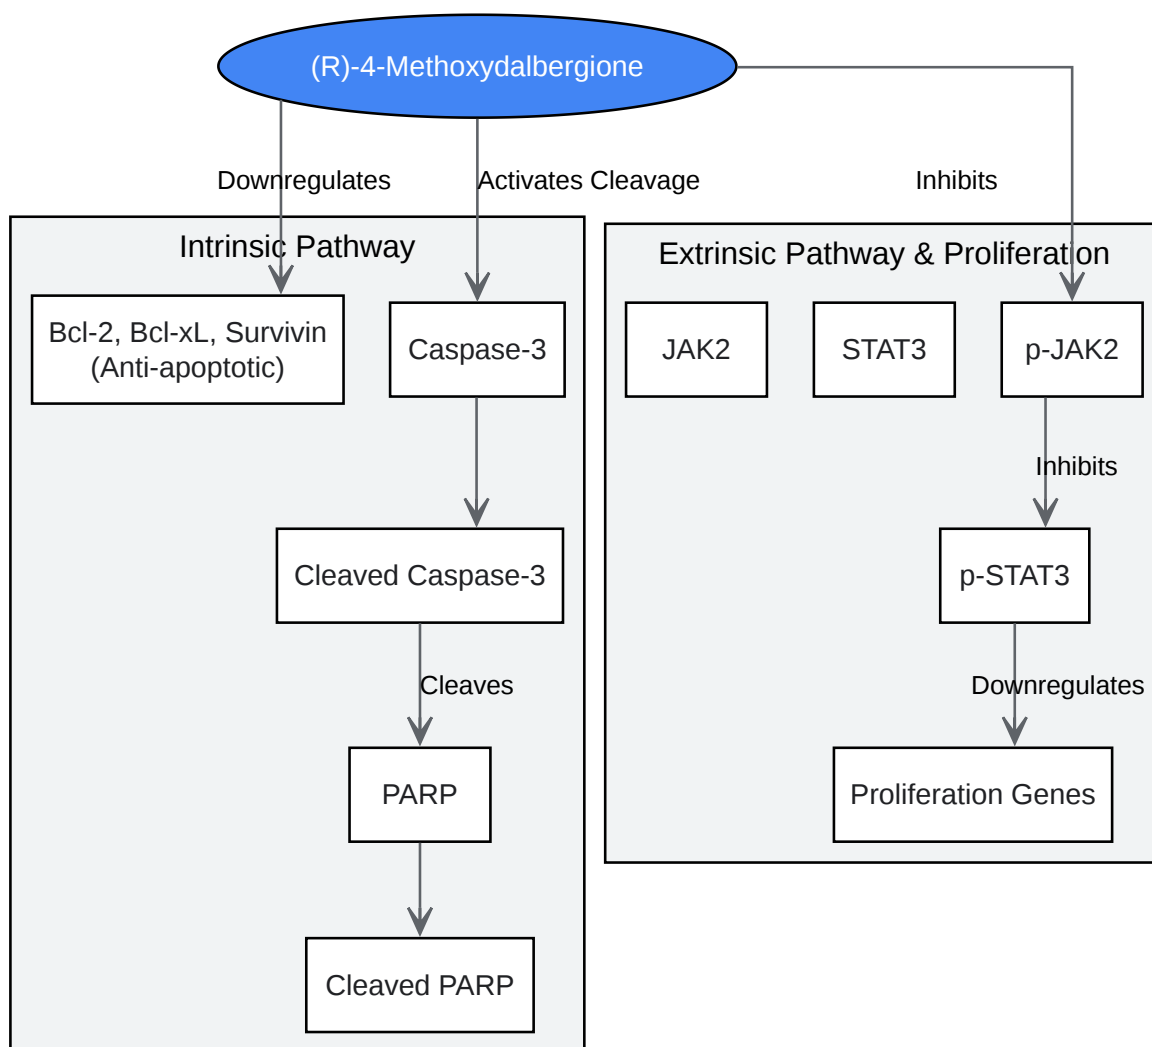 (R)-4-Methoxydalbergione
Downregulates
Activates Cleavage
Inhibits
Intrinsic Pathway
Extrinsic Pathway & Proliferation
Bcl-2, Bcl-xL, Survivin
(Anti-apoptotic)
Caspase-3
JAK2
STAT3
p-JAK2
Inhibits
Cleaved Caspase-3
p-STAT3
Cleaves
Downregulates
PARP
Proliferation Genes
Cleaved PARP